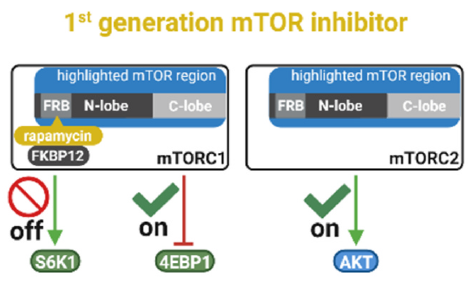 1st generation mTOR inhibitor
highlighted mTOR region
FRB N-lobe C-lobe
rapamycin
FKBP12
mTORC1
off
on
S6K1
4EBP1
highlighted mTOR region
FRB N-lobe C-lobe
mTORC2
on
AKT